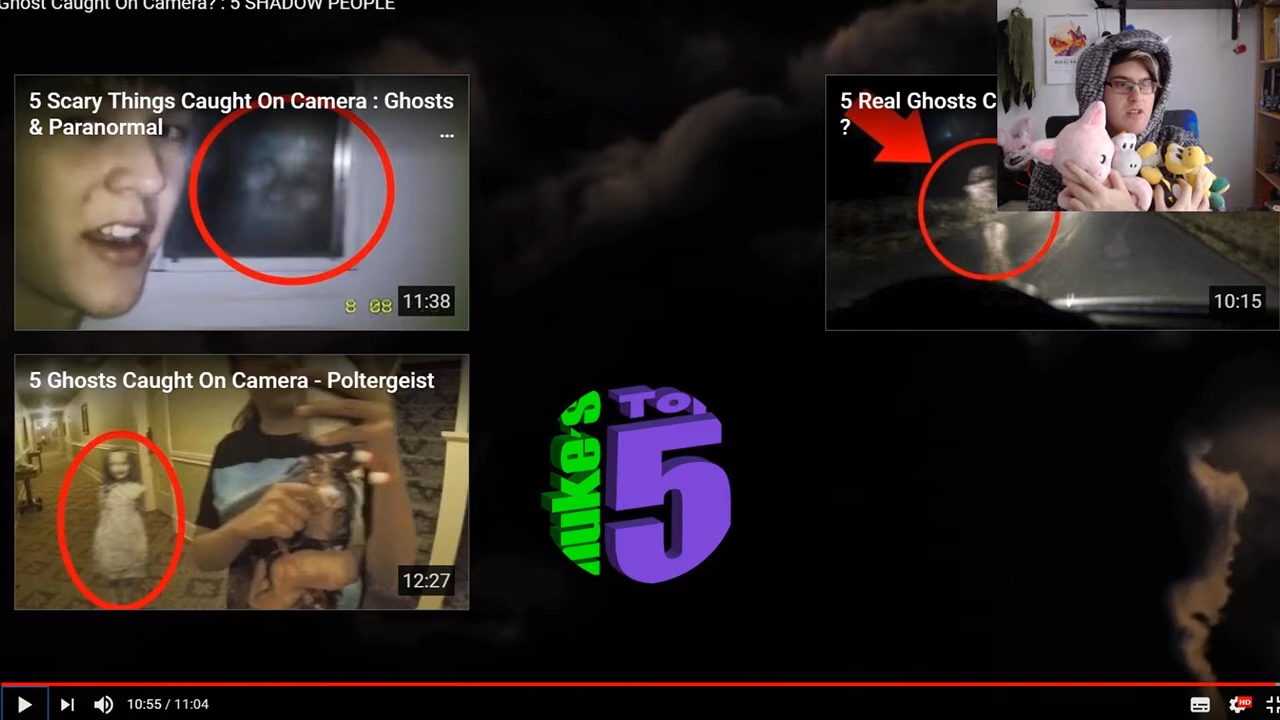 Ghost Caught On Camera? : 5 SHADOW PEOPLE
5 Scary Things Caught On Camera : Ghosts
& Paranormal
...
8 08
11:38
5 Real Ghosts C
?
10:15
5 Ghosts Caught On Camera - Poltergeist
12:27
nuke's
Top
5
10:55 / 11:04
HD